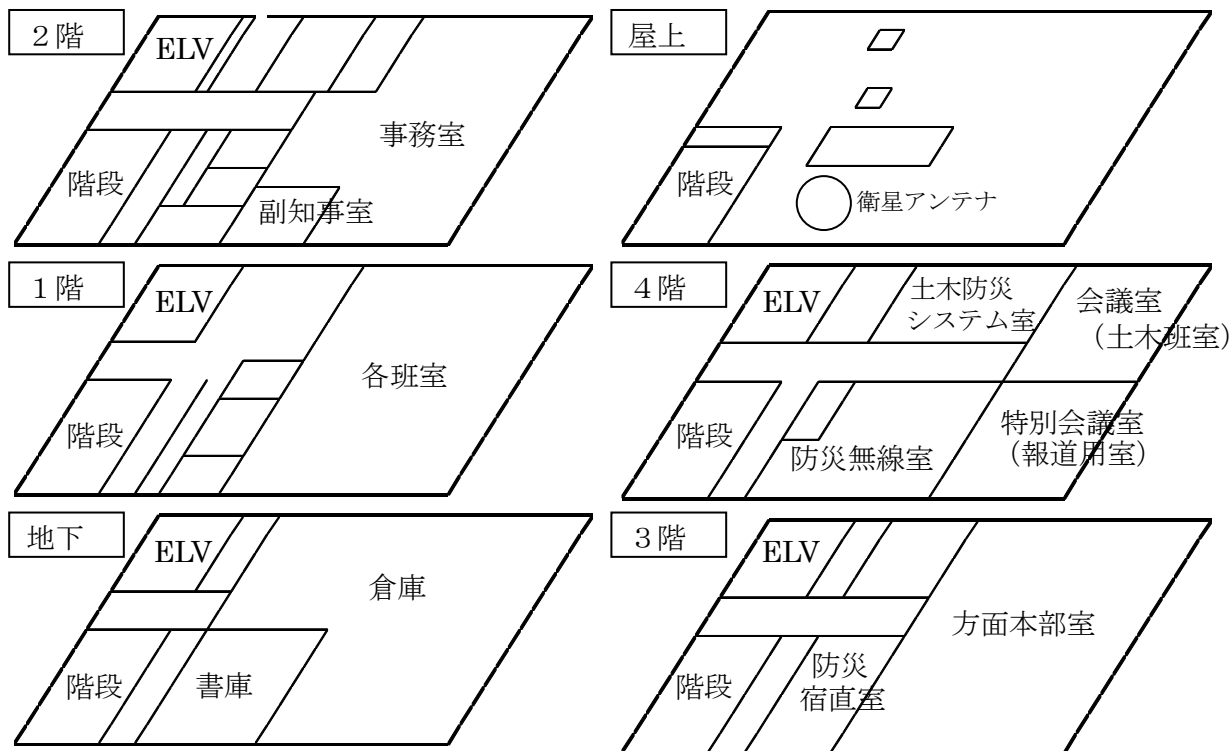 ２階
ELV
事務室
階段
副知事室
屋上
階段
衛星アンテナ
１階
ELV
各班室
階段
４階
ELV
土木防災
システム室
会議室
（土木班室）
階段
防災無線室
特別会議室
（報道用室）
地下
ELV
倉庫
階段
書庫
３階
ELV
方面本部室
階段
防災
宿直室